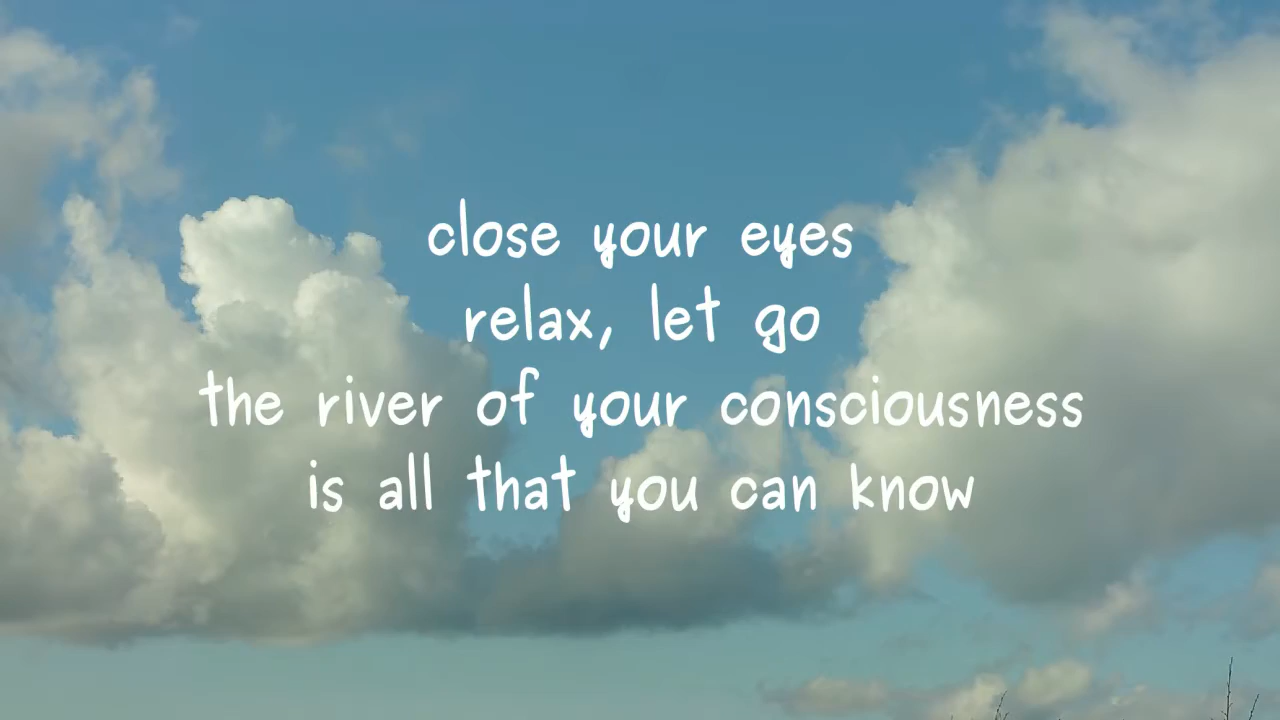 close your eyes
relax, let go
the river of your consciousness
is all that you can know